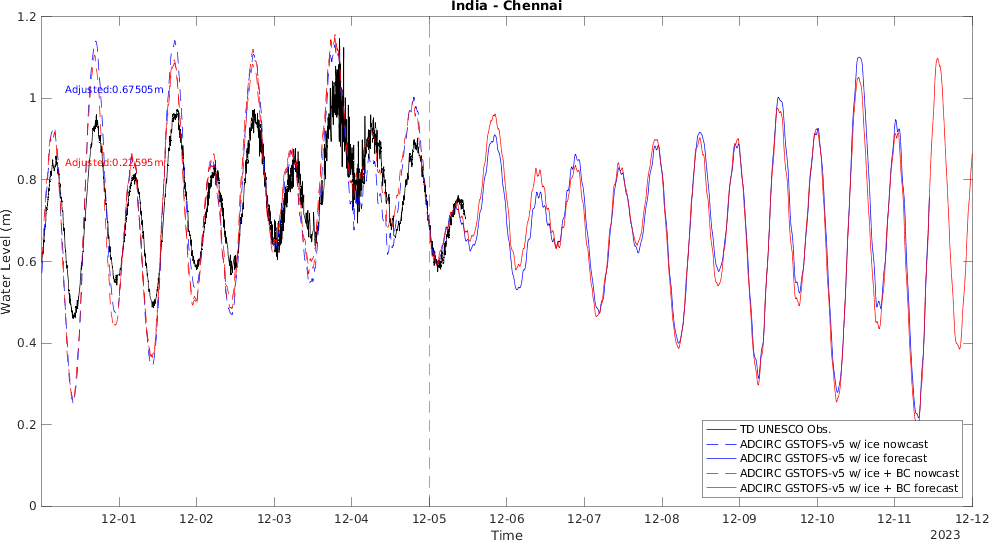 India - Chennai
1.2
1
0.8
0.6
0.4
0.2
0
Water Level (m)
Adjusted:0.67505m
Adjusted:0.22595m
TD UNESCO Obs.
ADCIRC GSTOFS-v5 w/ ice nowcast
ADCIRC GSTOFS-v5 w/ ice forecast
ADCIRC GSTOFS-v5 w/ ice + BC nowcast
ADCIRC GSTOFS-v5 w/ ice + BC forecast
12-01 12-02 12-03 12-04 12-05 12-06 12-07 12-08 12-09 12-10 12-11 12-12
Time
2023